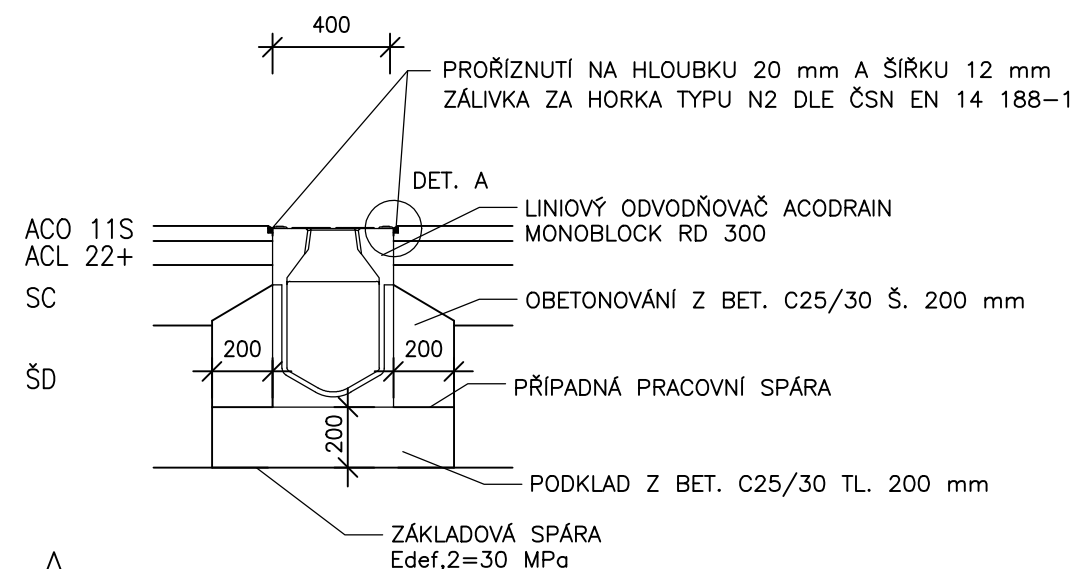 400
PROŘÍZNUTÍ NA HLOUBKU 20 mm A ŠÍŘKU 12 mm
ZÁLIVKA ZA HORKA TYPU N2 DLE ČSN EN 14 188-1
DET. A
LINIOVÝ ODVODŇOVAČ ACODRAIN
MONOBLOCK RD 300
ACO 11S
ACL 22+
SC
OBETONOVÁNÍ Z BET. C25/30 Š. 200 mm
200
200
ŠD
PŘÍPADNÁ PRACOVNÍ SPÁRA
200
PODKLAD Z BET. C25/30 TL. 200 mm
ZÁKLADOVÁ SPÁRA
Edef,2=30 MPa